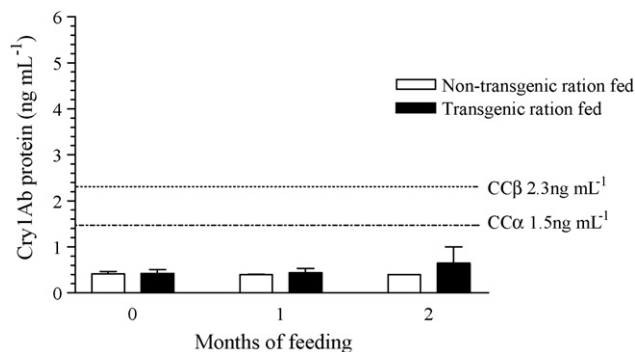 Cry1Ab protein (ng mL⁻¹)
6
5
4
3
2
1
0
Non-transgenic ration fed
Transgenic ration fed
CCβ 2.3ng mL⁻¹
CCα 1.5ng mL⁻¹
0 1 2
Months of feeding